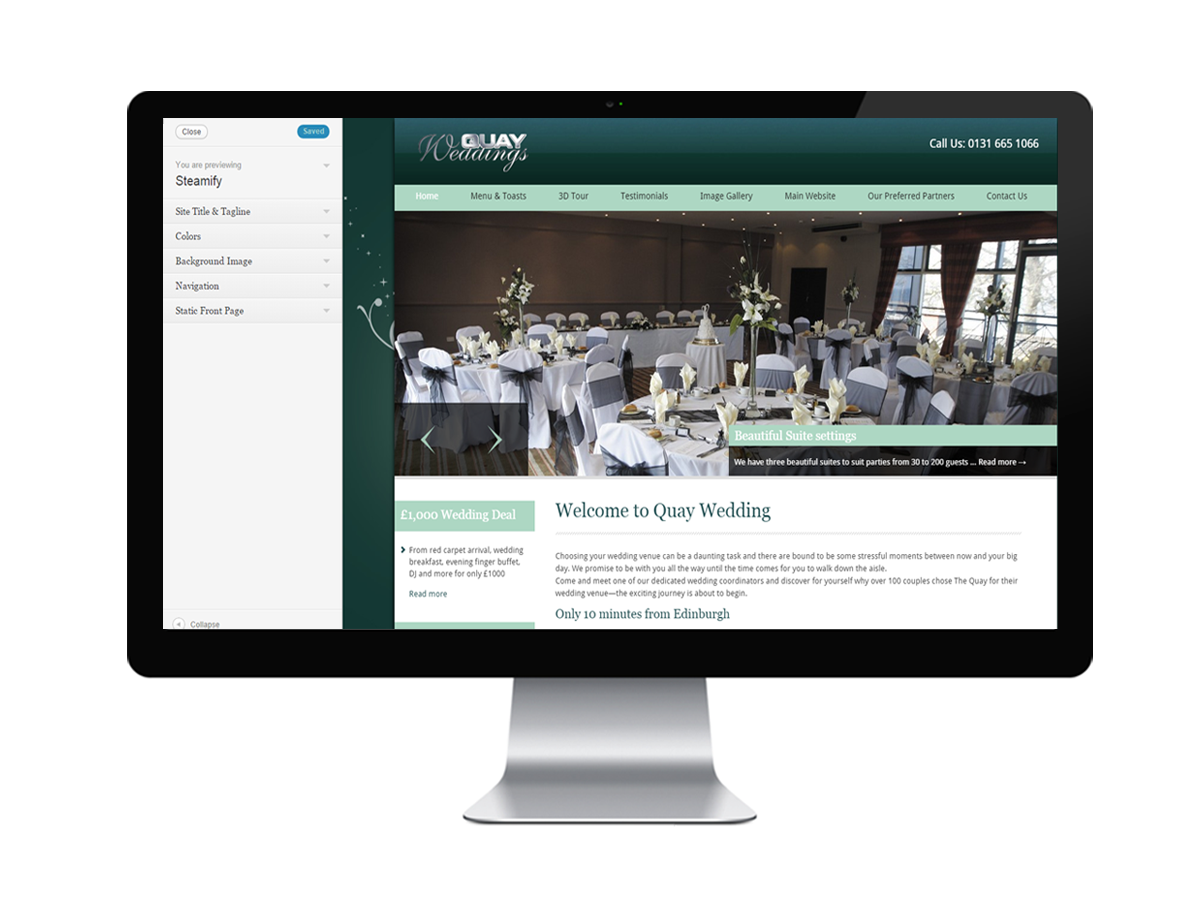 Close
Saved
You are previewing
Steamify
Site Title & Tagline
Colors
Background Image
Navigation
Static Front Page
Collapse
QUAY
Weddings
Call Us: 0131 665 1066
Home
Menu & Toasts
3D Tour
Testimonials
Image Gallery
Main Website
Our Preferred Partners
Contact Us
Beautiful Suite settings
We have three beautiful suites to suit parties from 30 to 200 guests ... Read more →
£1,000 Wedding Deal
From red carpet arrival, wedding
breakfast, evening finger buffet,
DJ and more for only £1000
Read more
Welcome to Quay Wedding
Choosing your wedding venue can be a daunting task and there are bound to be some stressful moments between now and your big
day. We promise to be with you all the way until the time comes for you to walk down the aisle.
Come and meet one of our dedicated wedding coordinators and discover for yourself why over 100 couples chose The Quay for their
wedding venue—the exciting journey is about to begin.
Only 10 minutes from Edinburgh